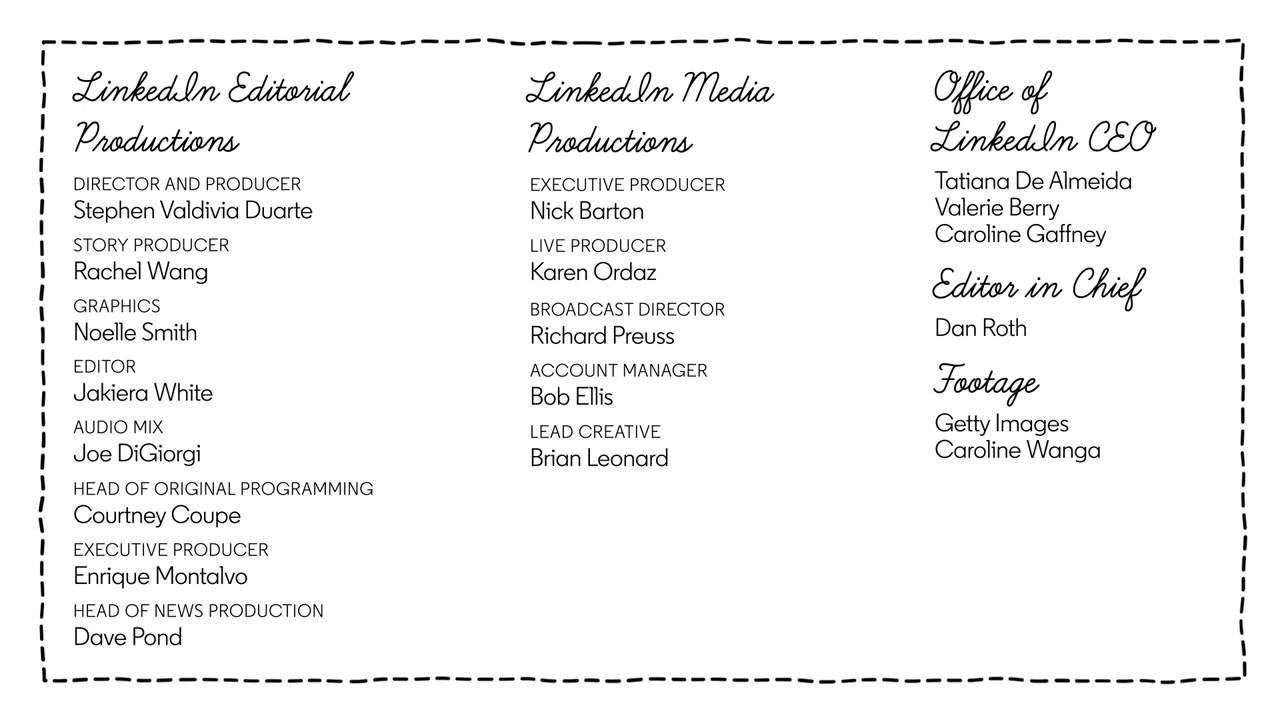 LinkedIn Editorial
Productions
DIRECTOR AND PRODUCER
Stephen Valdivia Duarte
STORY PRODUCER
Rachel Wang
GRAPHICS
Noelle Smith
EDITOR
Jakiera White
AUDIO MIX
Joe DiGiorgi
HEAD OF ORIGINAL PROGRAMMING
Courtney Coupe
EXECUTIVE PRODUCER
Enrique Montalvo
HEAD OF NEWS PRODUCTION
Dave Pond
LinkedIn Media
Productions
EXECUTIVE PRODUCER
Nick Barton
LIVE PRODUCER
Karen Ordaz
BROADCAST DIRECTOR
Richard Preuss
ACCOUNT MANAGER
Bob Ellis
LEAD CREATIVE
Brian Leonard
Office of
LinkedIn CEO
Tatiana De Almeida
Valerie Berry
Caroline Gaffney
Editor in Chief
Dan Roth
Footage
Getty Images
Caroline Wanga